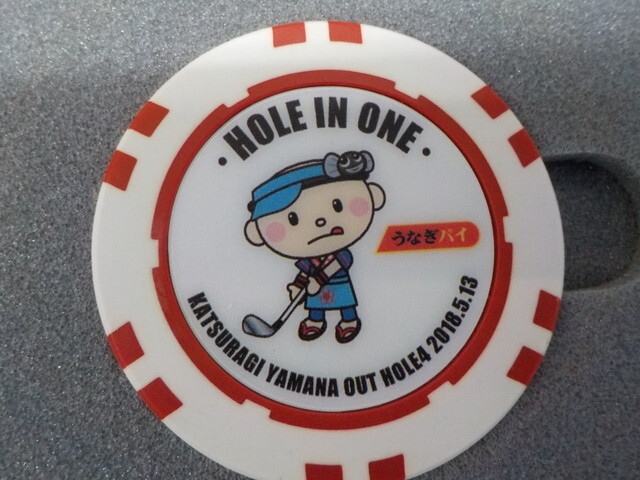 · HOLE IN ONE ·
うなぎパイ
KATSURAGI YAMANA OUT HOLE4 2018.5.13